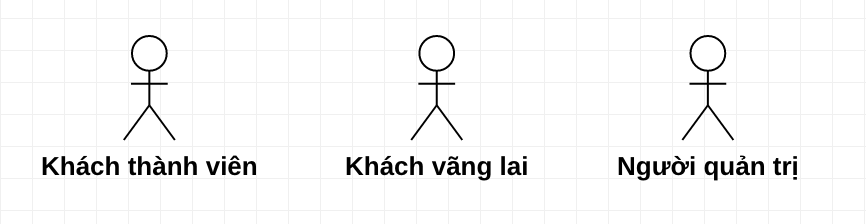 Khách thành viên
Khách vãng lai
Người quản trị